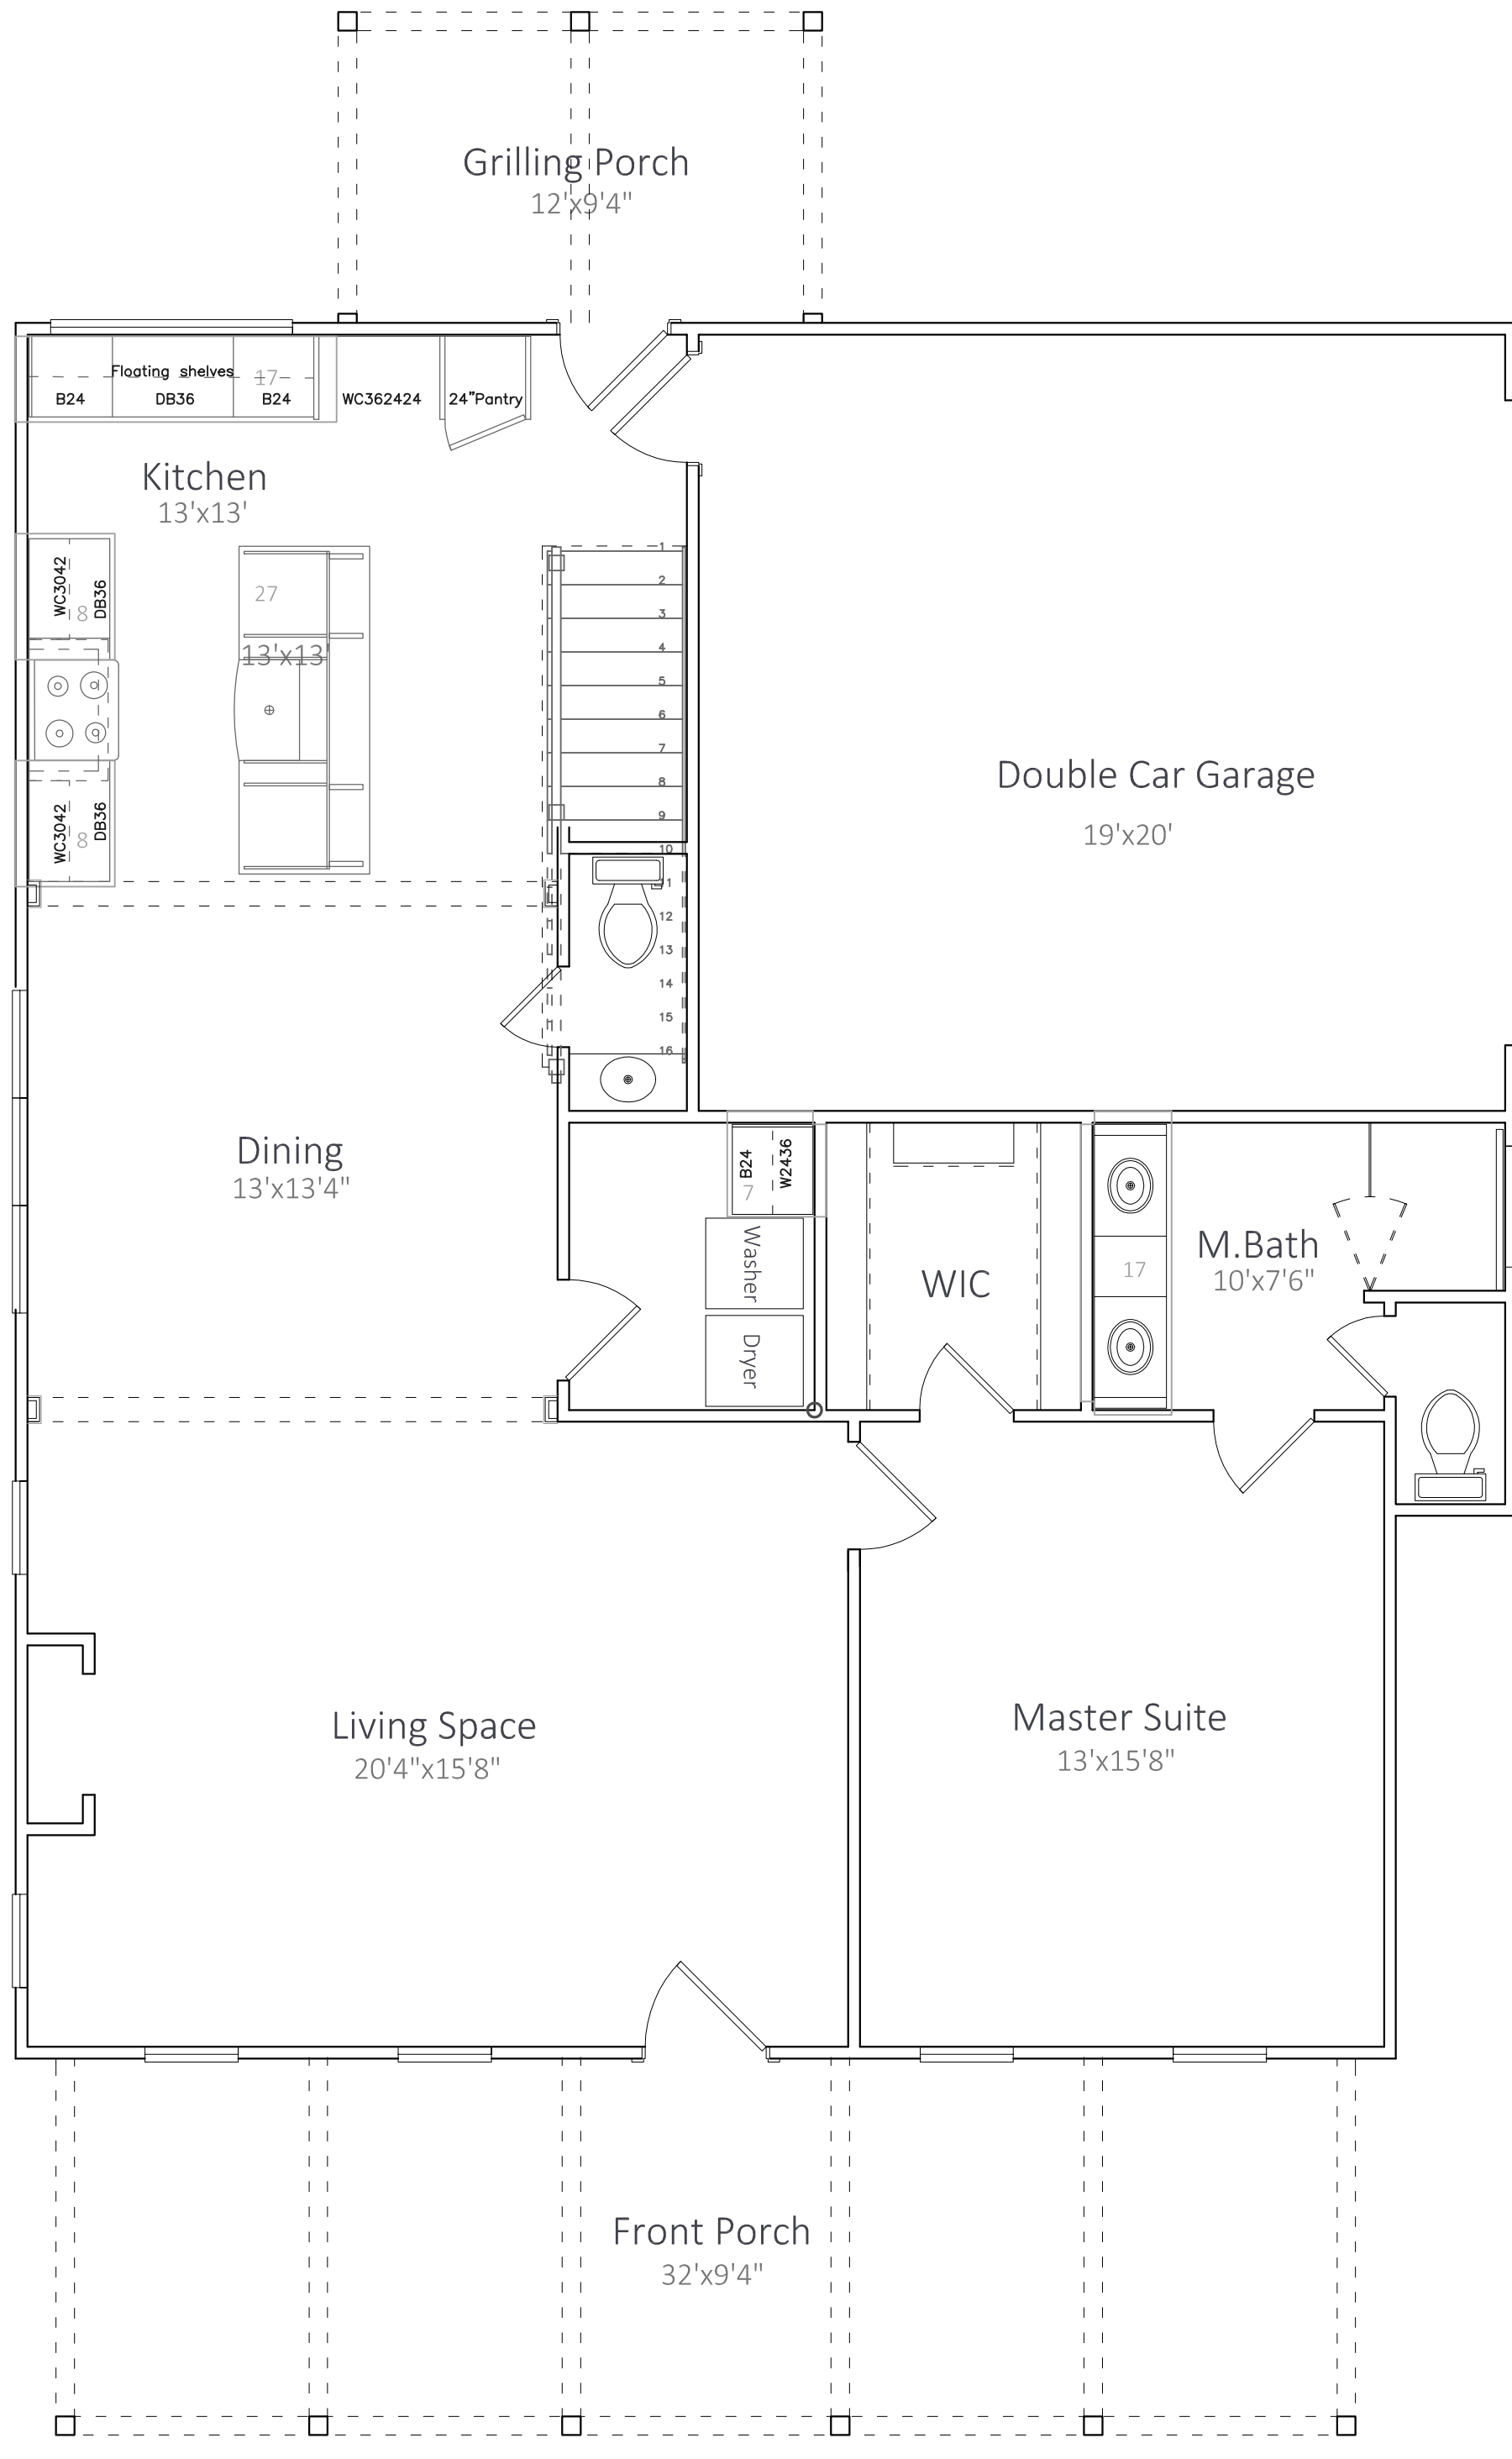 Grilling Porch
12'x9'4"
Floating shelves
17
B24
DB36
B24
WC362424
24"Pantry
Kitchen
13'x13'
WC3042
8
DB36
27
13'x13'
WC3042
8
DB36
1
2
3
4
5
6
7
8
9
10
11
12
13
14
15
16
Double Car Garage
19'x20'
Dining
13'x13'4"
B24
7
W2436
Washer
Dryer
WIC
17
M.Bath
10'x7'6"
Living Space
20'4"x15'8"
Master Suite
13'x15'8"
Front Porch
32'x9'4"